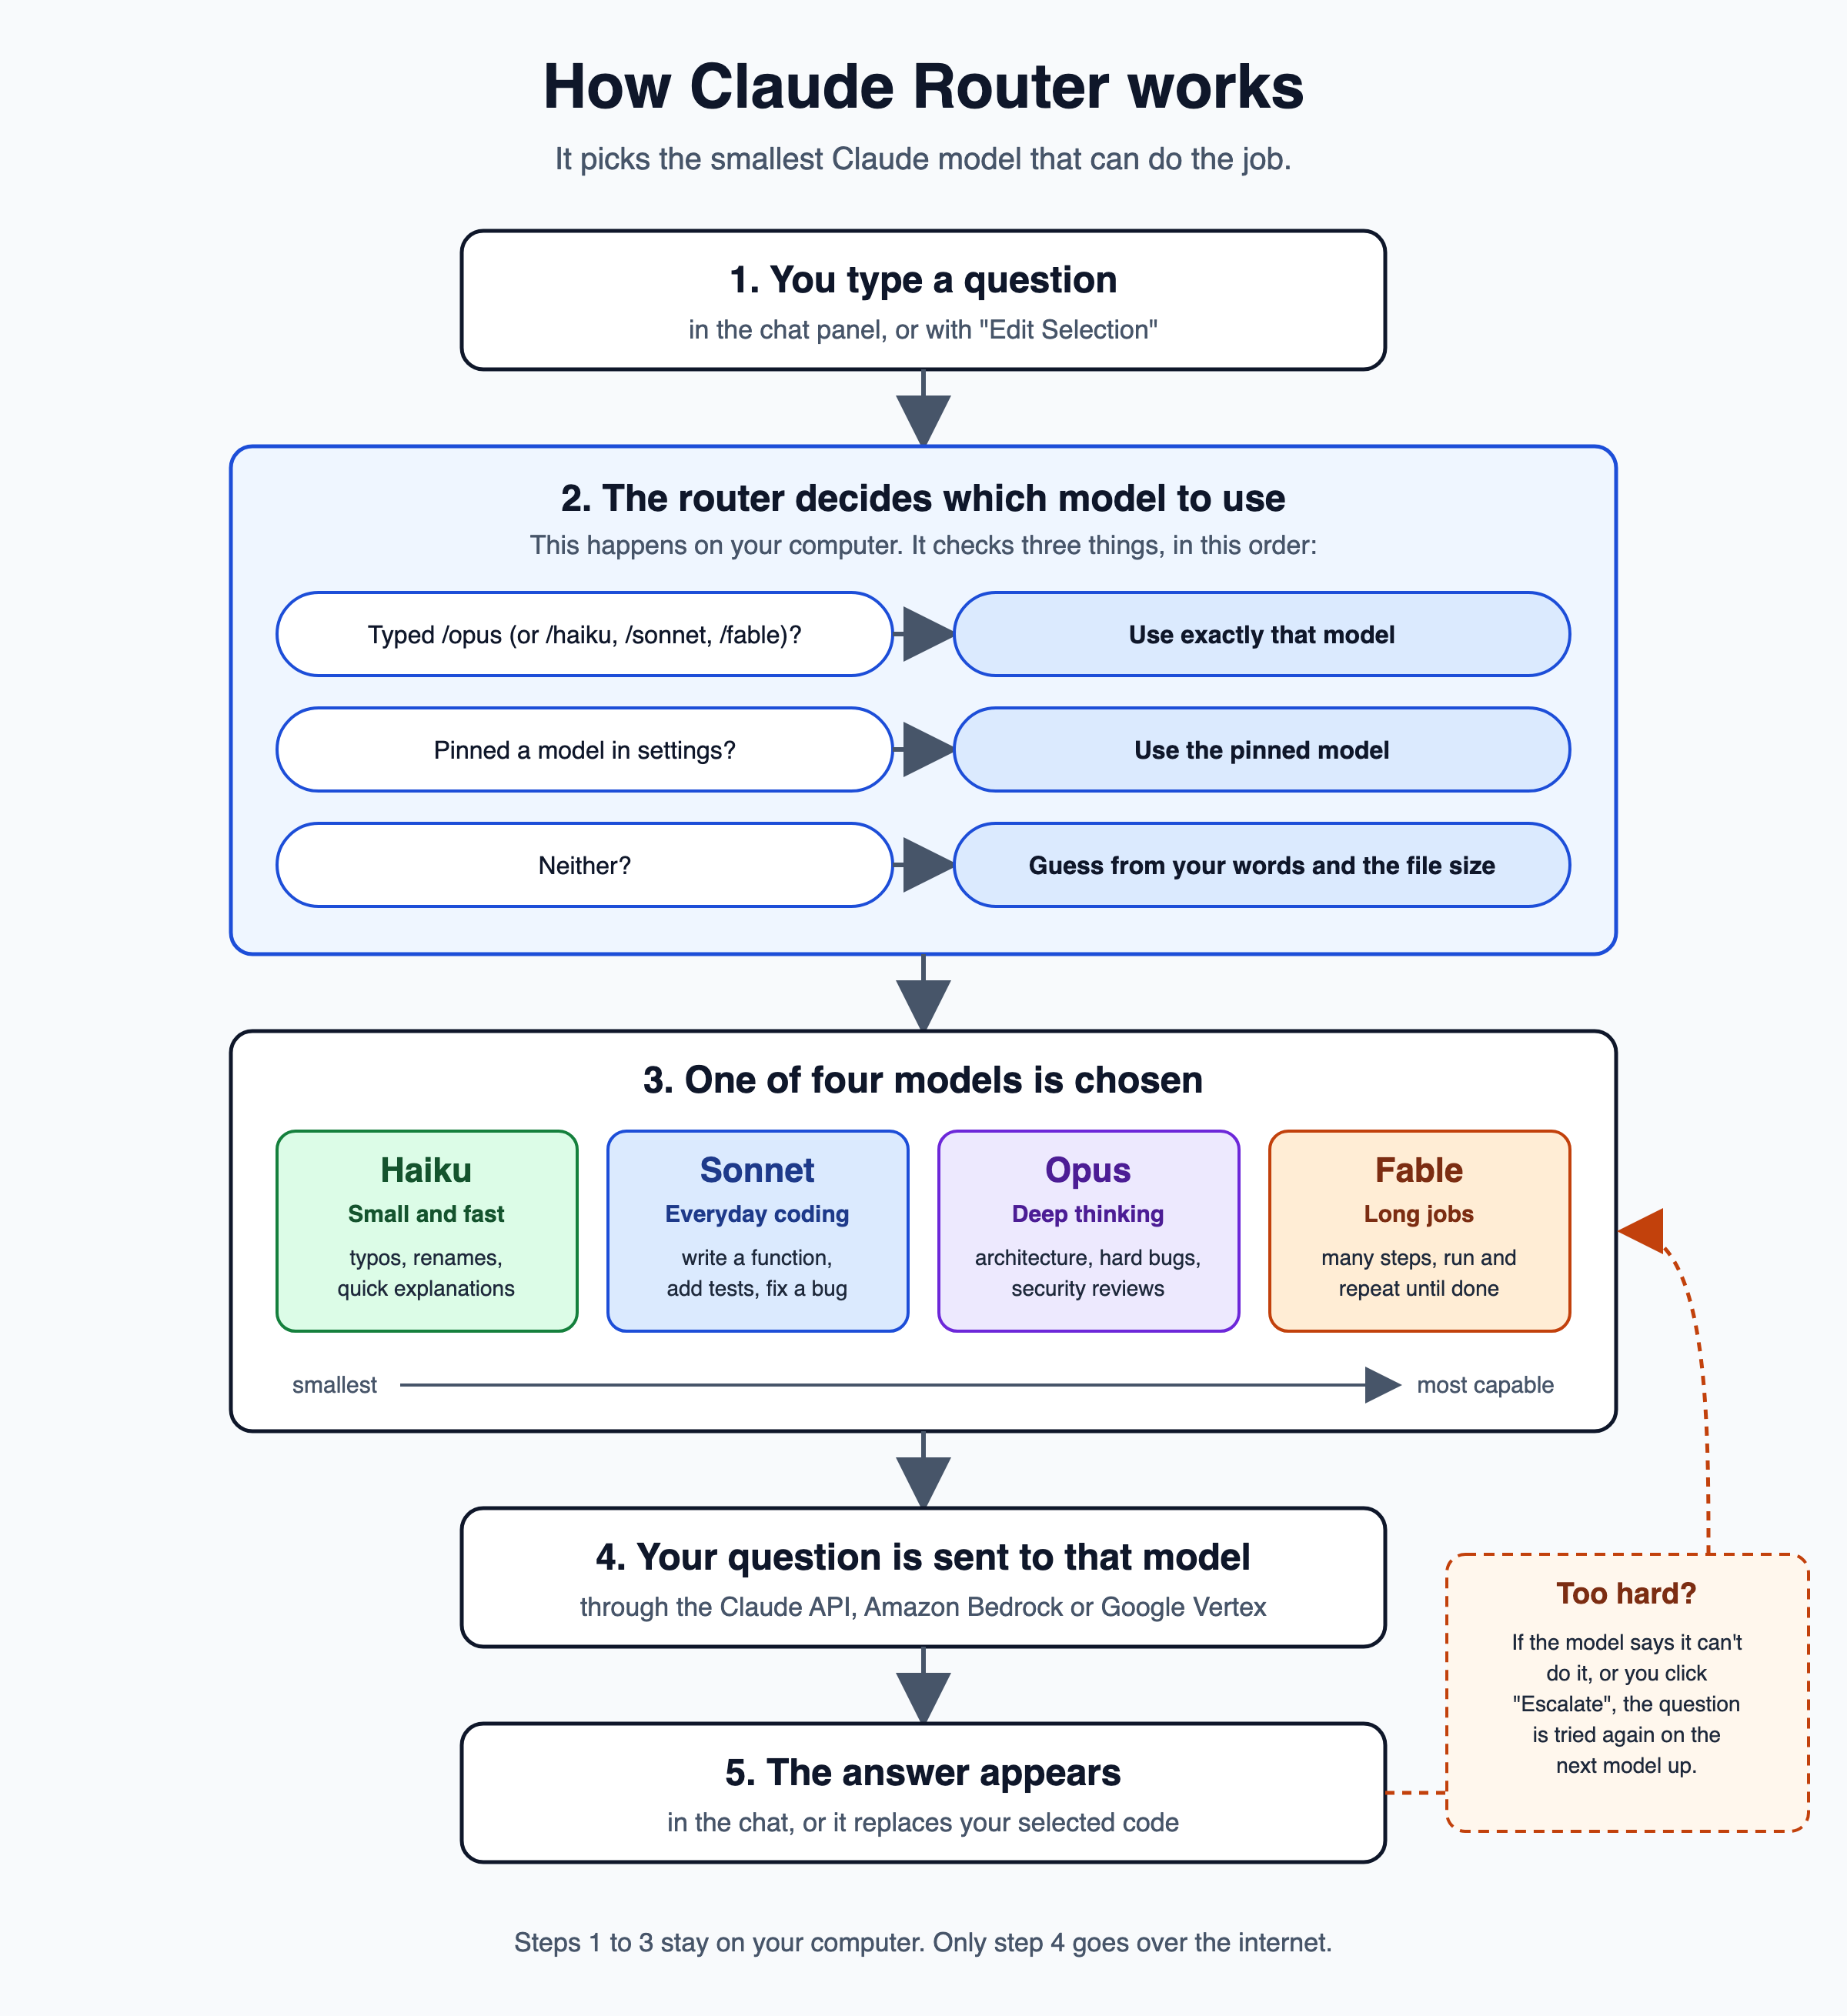 How Claude Router works
It picks the smallest Claude model that can do the job.
1. You type a question
in the chat panel, or with "Edit Selection"
2. The router decides which model to use
This happens on your computer. It checks three things, in this order:
Typed /opus (or /haiku, /sonnet, /fable)?
Use exactly that model
Pinned a model in settings?
Use the pinned model
Neither?
Guess from your words and the file size
3. One of four models is chosen
Haiku
Small and fast
typos, renames,
quick explanations
Sonnet
Everyday coding
write a function,
add tests, fix a bug
Opus
Deep thinking
architecture, hard bugs,
security reviews
Fable
Long jobs
many steps, run and
repeat until done
smallest
most capable
4. Your question is sent to that model
through the Claude API, Amazon Bedrock or Google Vertex
Too hard?
If the model says it can't
do it, or you click
"Escalate", the question
is tried again on the
next model up.
5. The answer appears
in the chat, or it replaces your selected code
Steps 1 to 3 stay on your computer. Only step 4 goes over the internet.